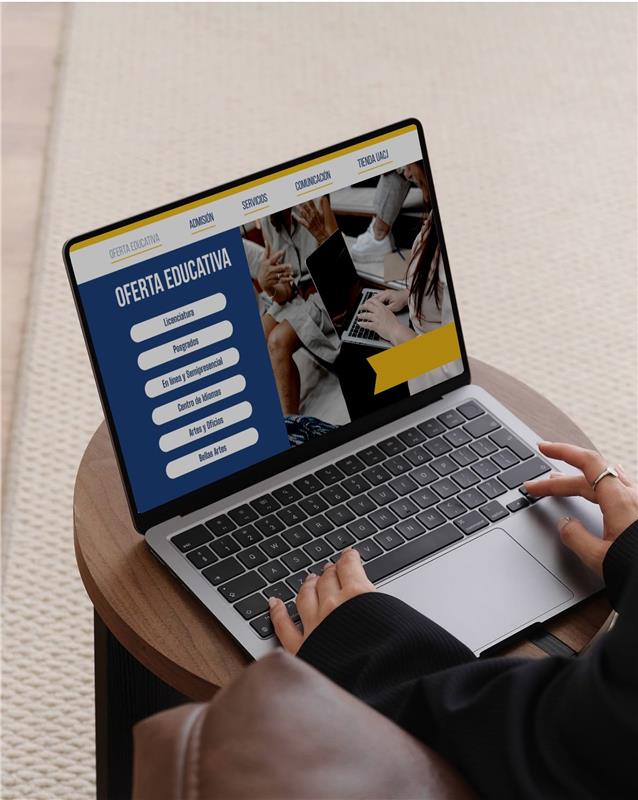 OFERTA EDUCATIVA
ADMISIÓN
SERVICIOS
COMUNICACIÓN
TIENDA UACJ
OFERTA EDUCATIVA
Licenciatura
Posgrados
En línea y Semipresencial
Centro de Idiomas
Artes y Oficios
Bellas Artes